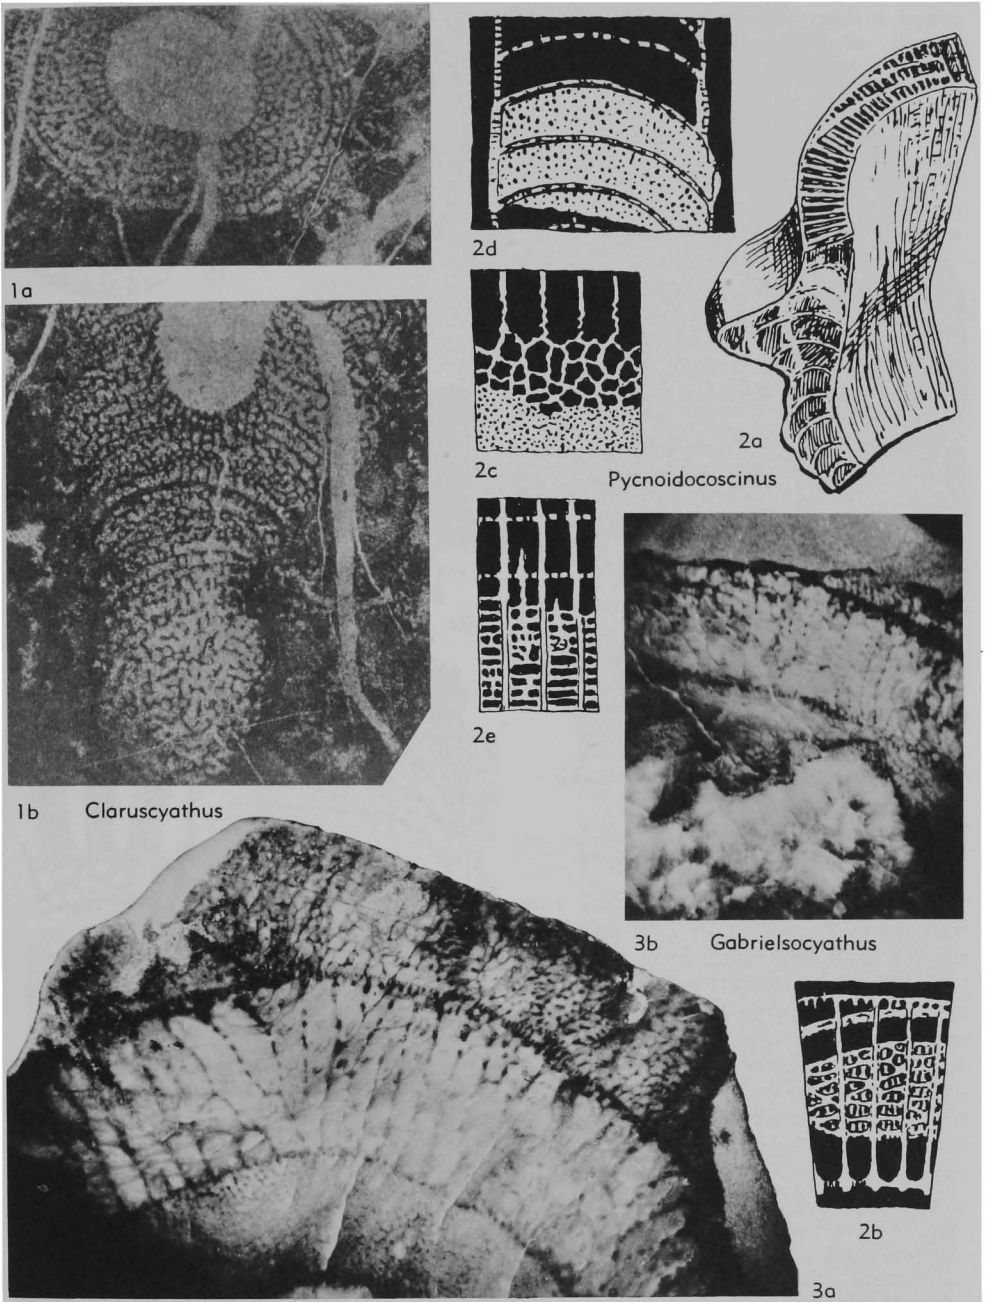 1a
2d
2c
2a
Pycnoidocoscinus
2e
1b Claruscyathus
3b Gabrielsocyathus
2b
3a